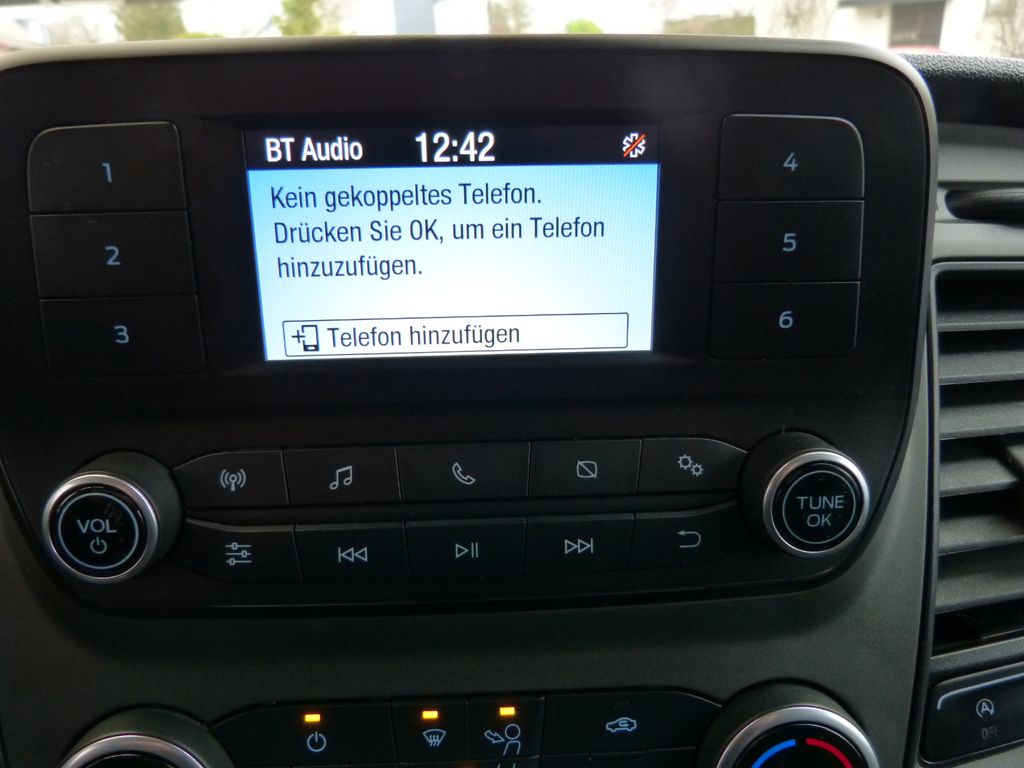 BT Audio 12:42
Kein gekoppeltes Telefon.
Drücken Sie OK, um ein Telefon
hinzuzufügen.
Telefon hinzufügen
1
2
3
4
5
6
VOL
TUNE
OK
A
OFF